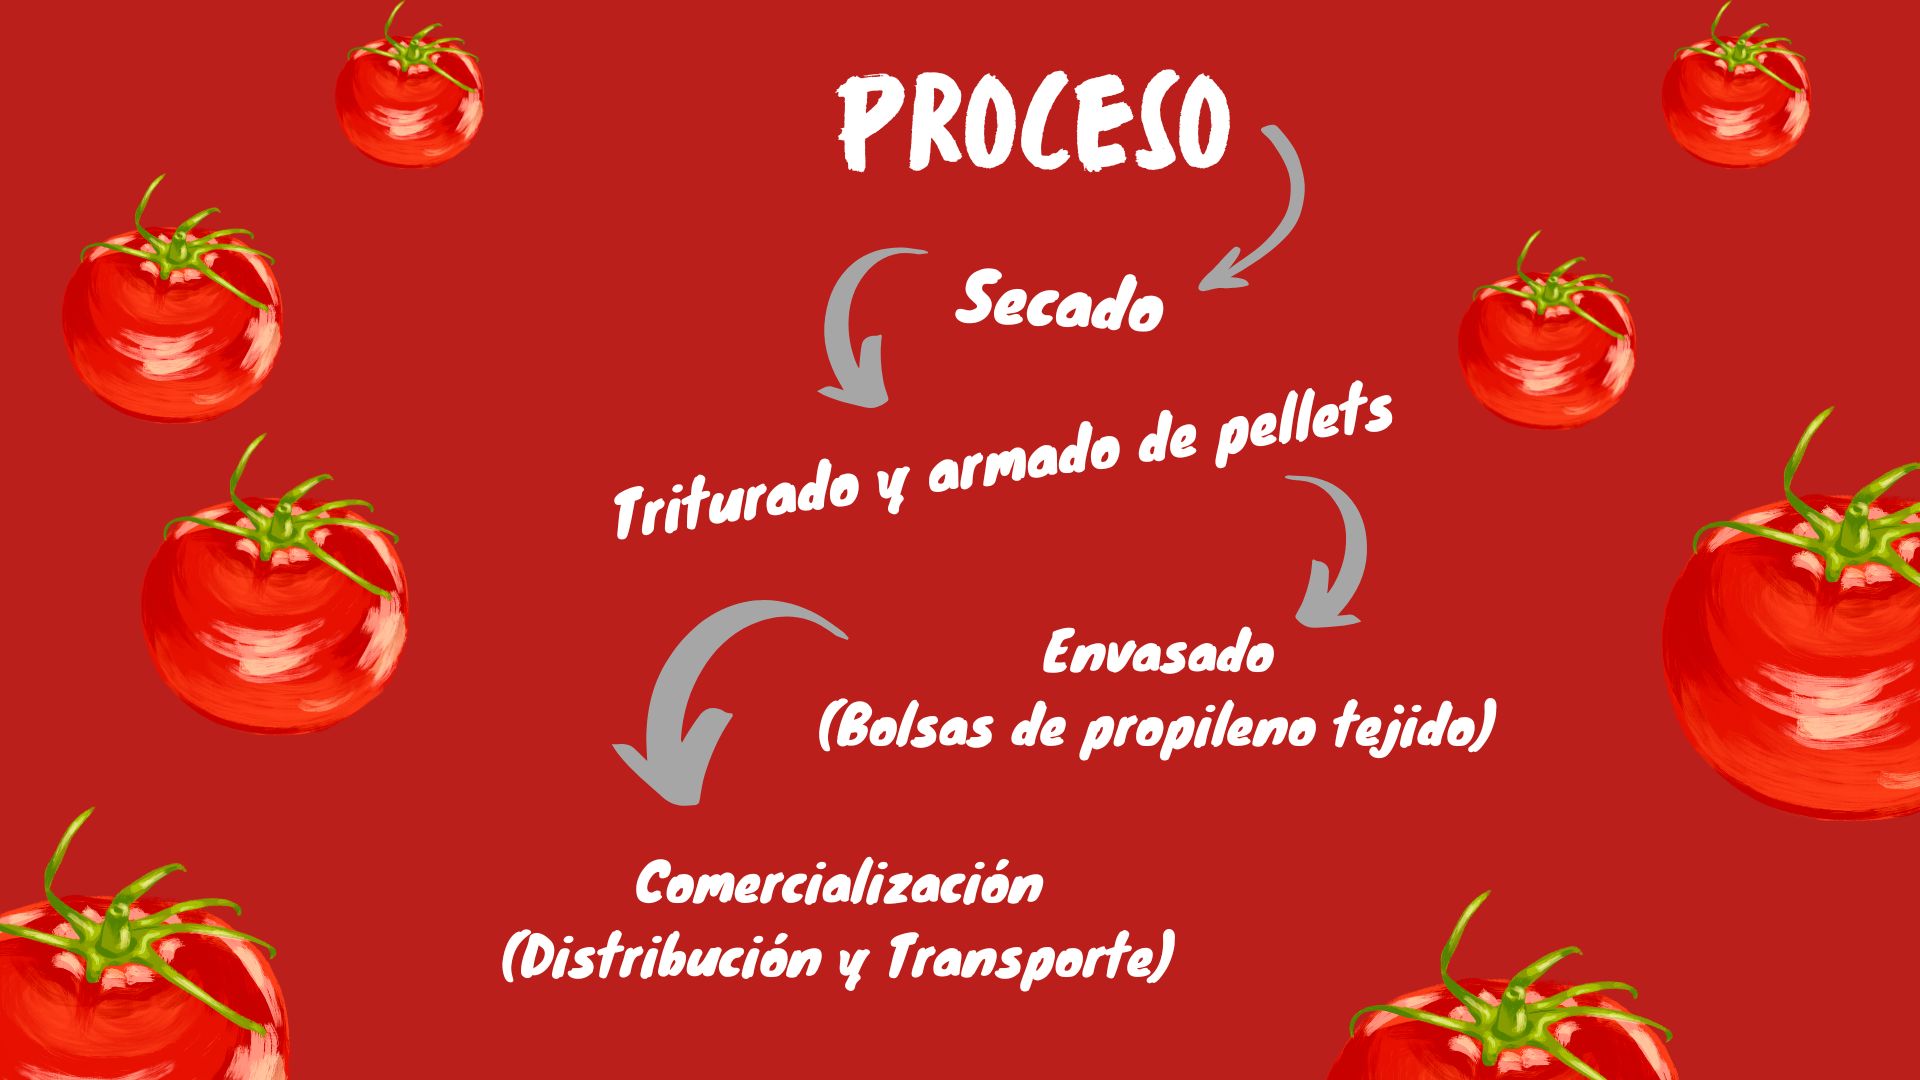 PROCESO
Secado
Triturado y armado de pellets
Envasado
(Bolsas de propileno tejido)
Comercialización
(Distribución y Transporte)